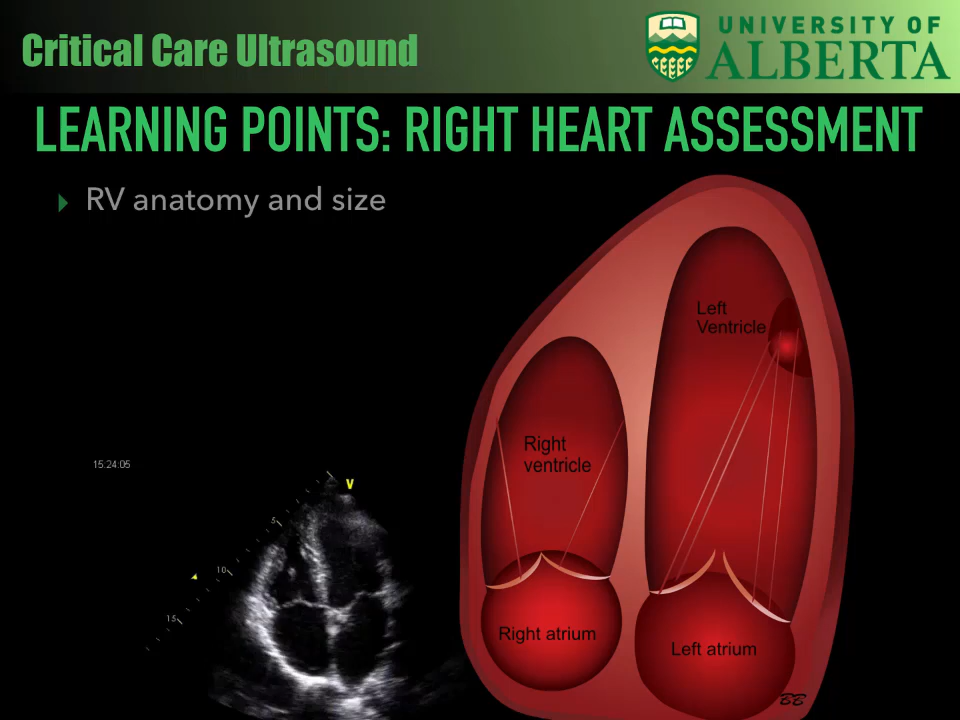 Critical Care Ultrasound
UNIVERSITY OF
ALBERTA
LEARNING POINTS: RIGHT HEART ASSESSMENT
RV anatomy and size
Left
Ventricle
Right
ventricle
15:24:05
V
5
10
15
Right atrium
Left atrium
BB